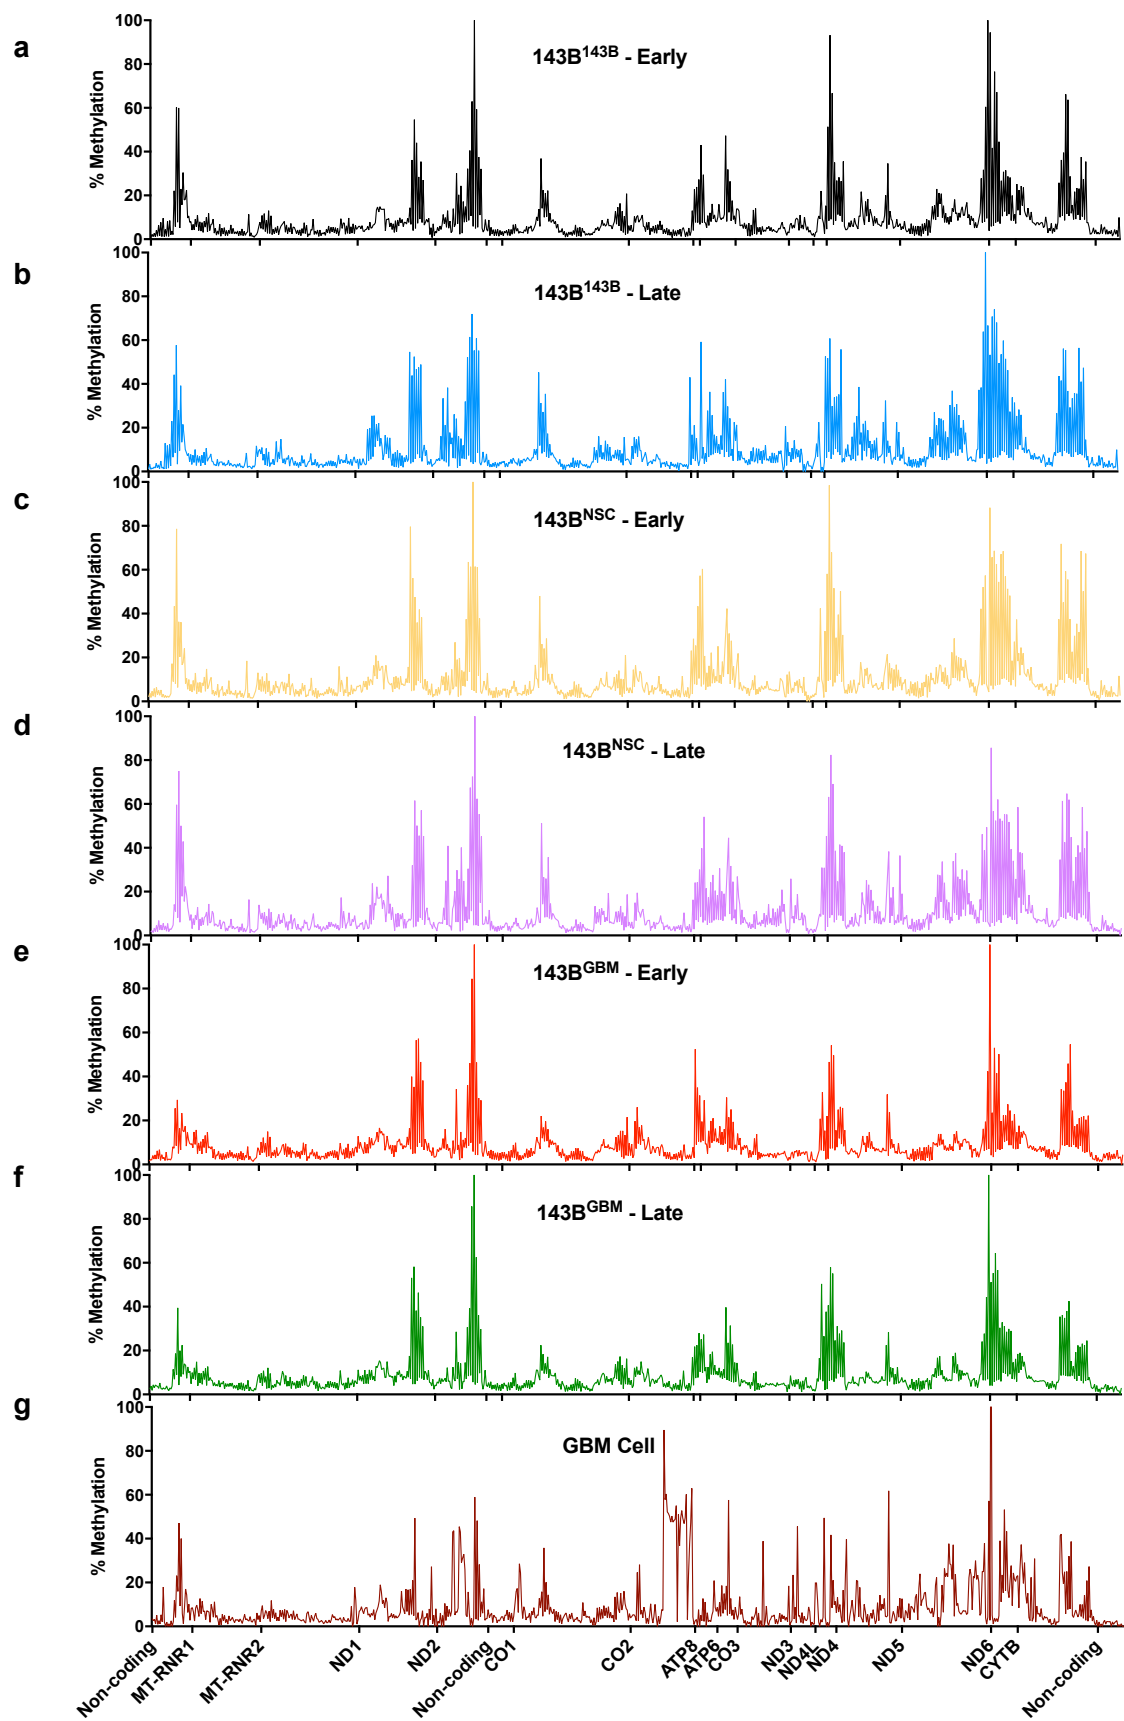 a
143B143B - Early
% Methylation
100
80
60
40
20
0
b
143B143B - Late
% Methylation
100
80
60
40
20
0
c
143BNSC - Early
% Methylation
100
80
60
40
20
0
d
143BNSC - Late
% Methylation
100
80
60
40
20
0
e
143BGBM - Early
% Methylation
100
80
60
40
20
0
f
143BGBM - Late
% Methylation
100
80
60
40
20
0
g
GBM Cell
% Methylation
100
80
60
40
20
0
Non-coding
MT-RNR1
MT-RNR2
ND1
ND2
Non-coding
CO1
CO2
ATP8
ATP6
CO3
ND3
ND4L
ND4
ND5
ND6
CYTB
Non-coding